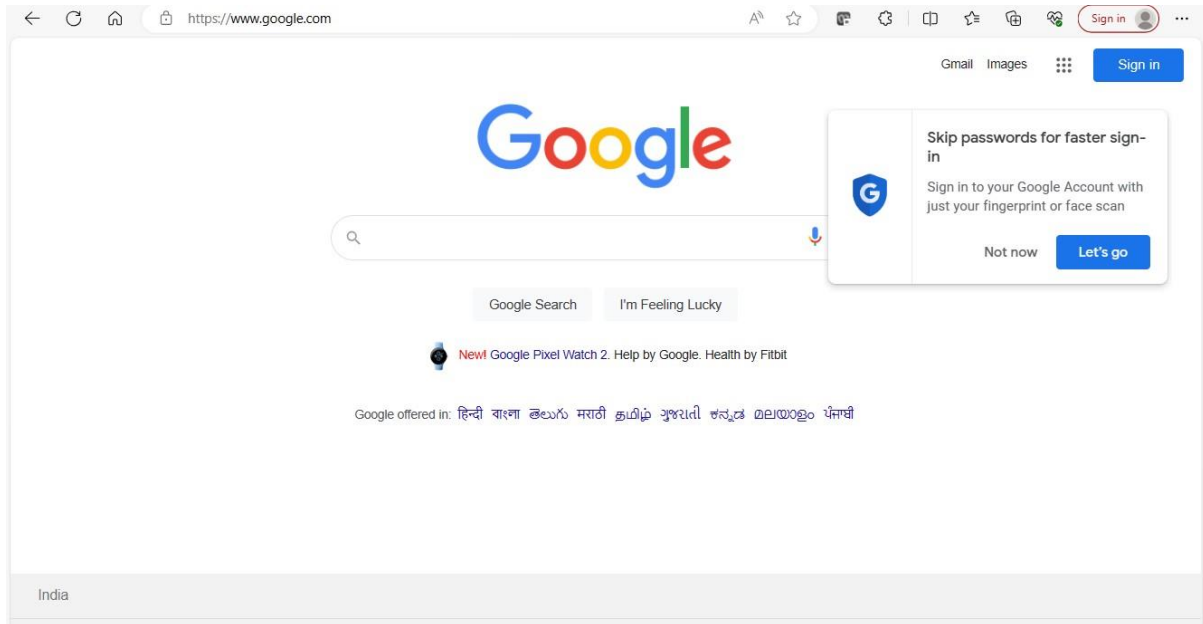 https://www.google.com
Sign in
Gmail Images
Sign in
Google
Skip passwords for faster sign-
in
Sign in to your Google Account with
just your fingerprint or face scan
Not now Let's go
Google Search I'm Feeling Lucky
New! Google Pixel Watch 2. Help by Google. Health by Fitbit
Google offered in: हिन्दी বাংলা తెలుగు मराठी தமிழ் ગુજરાતી ಕನ್ನಡ മലയാളം ਪੰਜਾਬੀ
India